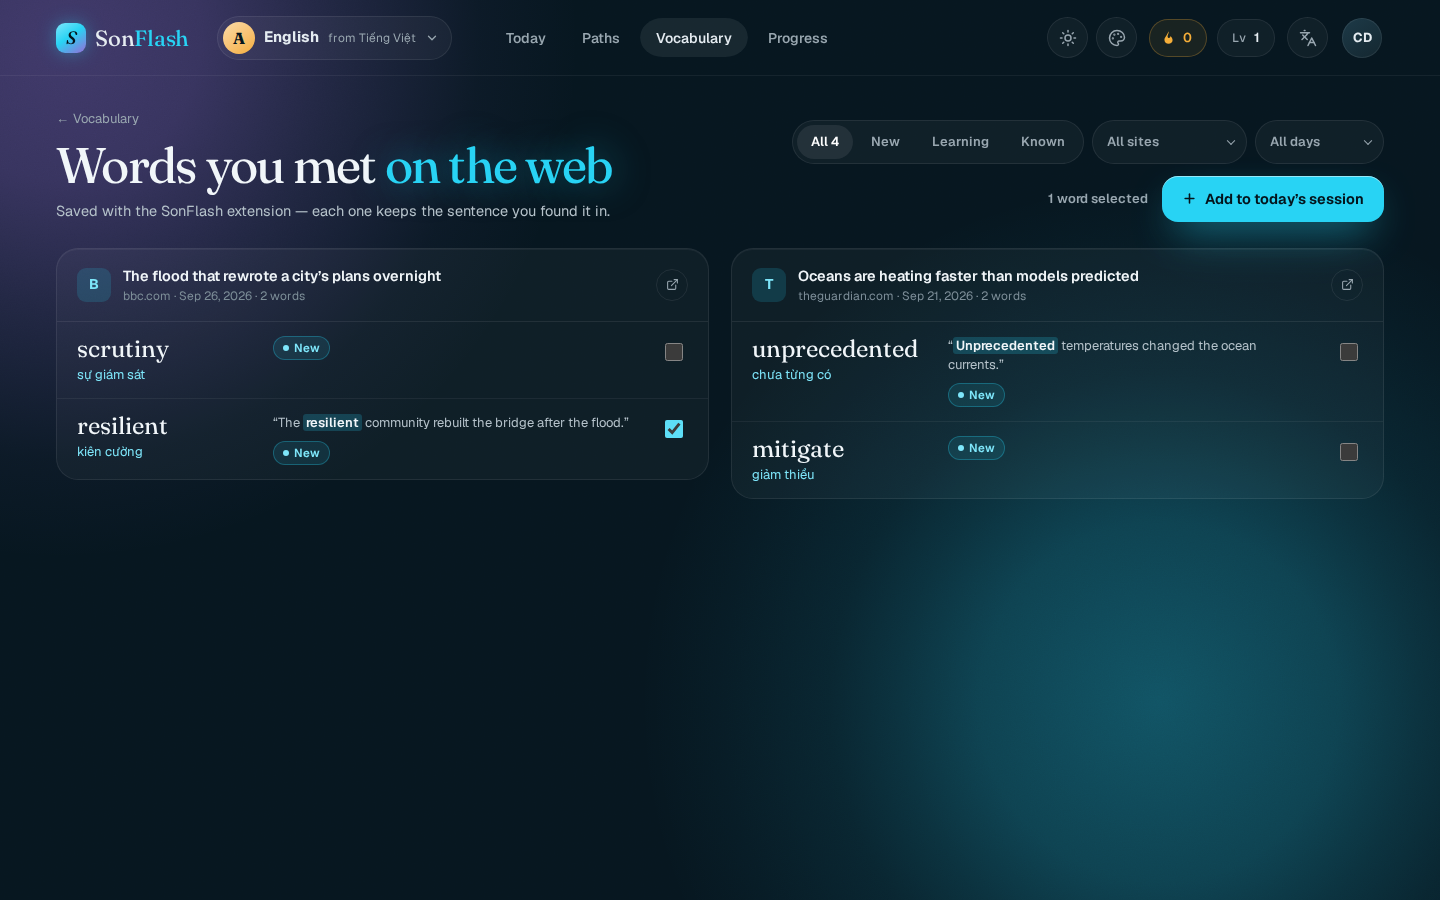 S SonFlash
A English from Tiếng Việt
Today
Paths
Vocabulary
Progress
0
Lv 1
CD
← Vocabulary
Words you met on the web
Saved with the SonFlash extension — each one keeps the sentence you found it in.
All 4
New
Learning
Known
All sites
All days
1 word selected
+ Add to today’s session
B
The flood that rewrote a city’s plans overnight
bbc.com · Sep 26, 2026 · 2 words
scrutiny
sự giám sát
New
resilient
kiên cường
“The resilient community rebuilt the bridge after the flood.”
New
T
Oceans are heating faster than models predicted
theguardian.com · Sep 21, 2026 · 2 words
unprecedented
chưa từng có
“Unprecedented temperatures changed the ocean
currents.”
New
mitigate
giảm thiểu
New